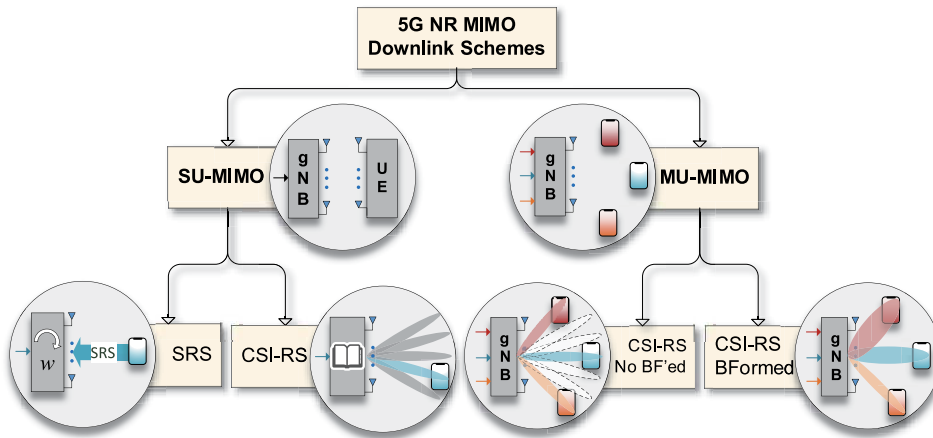 5G NR MIMO
Downlink Schemes
SU-MIMO
g
N
B
U
E
g
N
B
MU-MIMO
w
SRS
SRS
CSI-RS
g
N
B
CSI-RS
No BF'ed
CSI-RS
BFormed
g
N
B